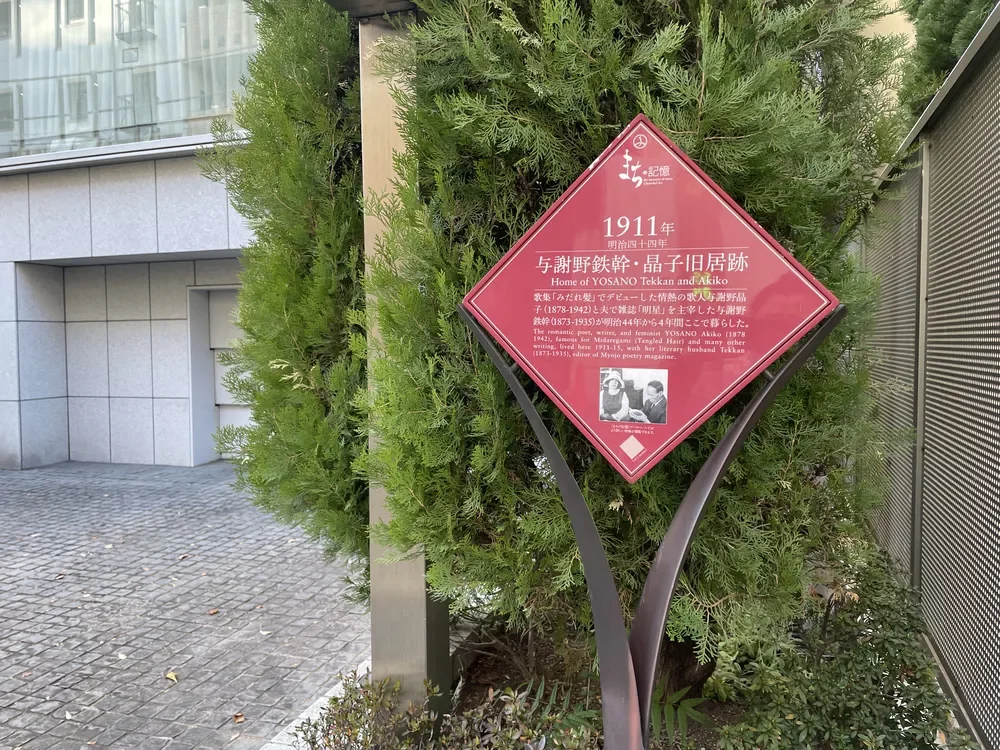 まちの記憶
1911年
明治四十四年
与謝野鉄幹・晶子旧居跡
Home of YOSANO Tekkan and Akiko
歌集「みだれ髪」でデビューした情熱の歌人与謝野晶
子(1878-1942)と夫で雑誌「明星」を主宰した与謝野
鉄幹(1873-1935)が明治44年から4年間ここで暮らした。
The romantic poet, writer, and feminist YOSANO Akiko (1878
1942), famous for Midaregami (Tangled Hair) and many other
writing, lived here 1911-15, with her literary husband Tekkan
(1873-1935), editor of Myojo poetry magazine.